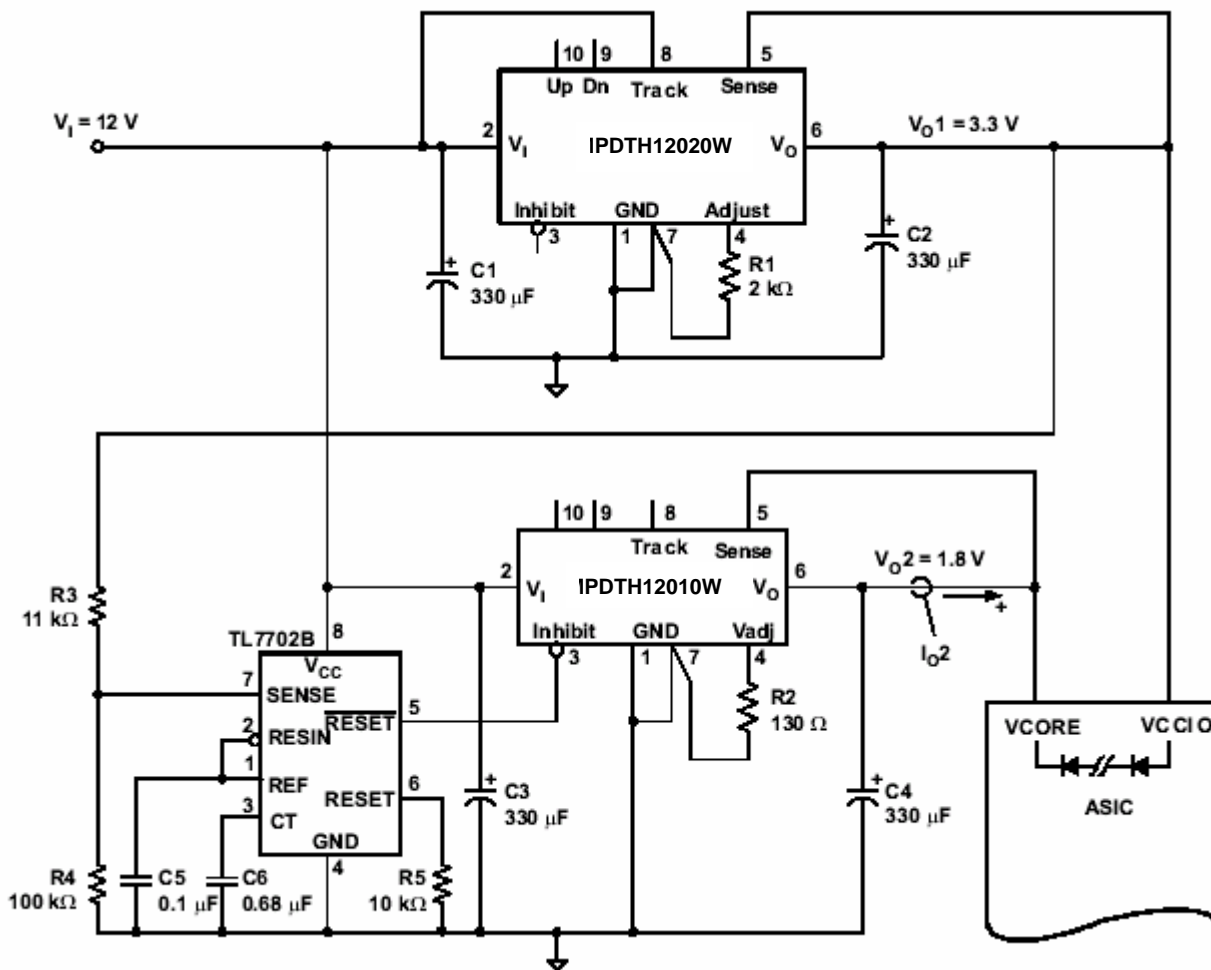 10 9 8 5
Up Dn Track Sense
V_I = 12 V
2 V_I IPDTH12020W V_O 6
V_O1 = 3.3 V
Inhibit GND Adjust
3 1 7 4
+ C1
330 μF
R1
2 kΩ
+ C2
330 μF
10 9 8 5
Track Sense
2 V_I IPDTH12010W V_O 6
V_O2 = 1.8 V
+
I_O2
Inhibit GND Vadj
3 1 7 4
R3
11 kΩ
TL7702B
8
V_CC
7 SENSE
5 RESET
2 RESIN
1 REF
6 RESET
3 CT
GND
4
R2
130 Ω
+ C3
330 μF
+ C4
330 μF
VCORE VCCIO
ASIC
R4
100 kΩ
C5
0.1 μF
C6
0.68 μF
R5
10 kΩ